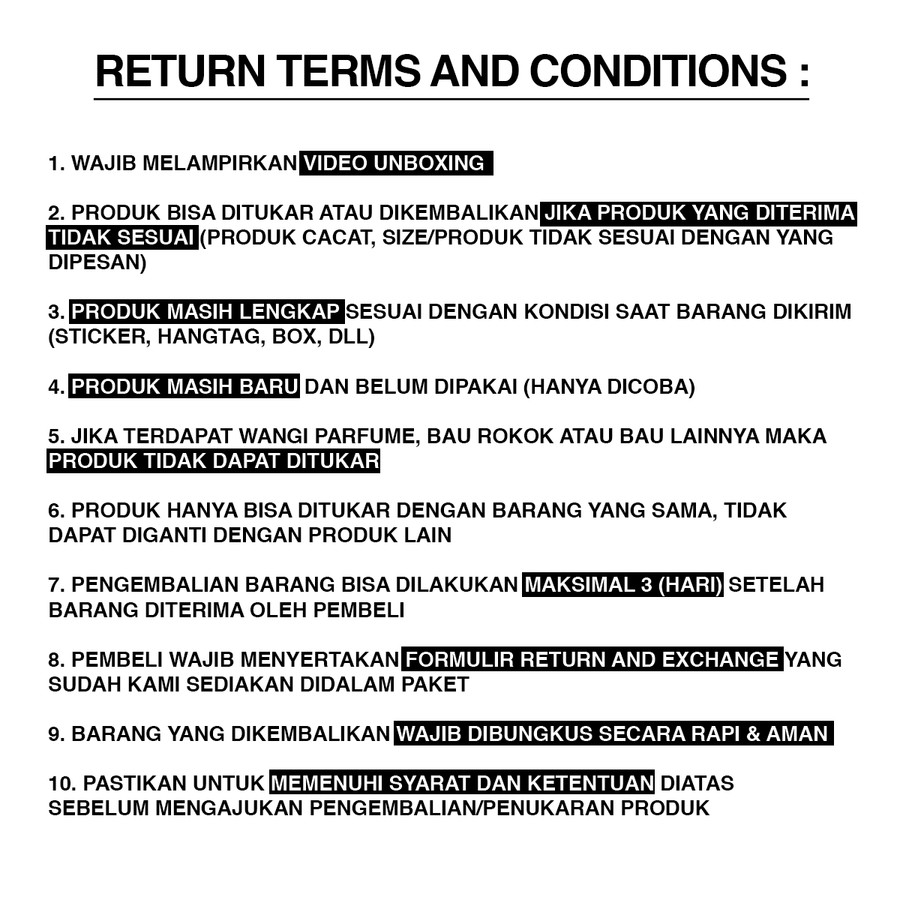 RETURN TERMS AND CONDITIONS :
1. WAJIB MELAMPIRKAN VIDEO UNBOXING
2. PRODUK BISA DITUKAR ATAU DIKEMBALIKAN JIKA PRODUK YANG DITERIMA
TIDAK SESUAI (PRODUK CACAT, SIZE/PRODUK TIDAK SESUAI DENGAN YANG
DIPESAN)
3. PRODUK MASIH LENGKAP SESUAI DENGAN KONDISI SAAT BARANG DIKIRIM
(STICKER, HANGTAG, BOX, DLL)
4. PRODUK MASIH BARU DAN BELUM DIPAKAI (HANYA DICOBA)
5. JIKA TERDAPAT WANGI PARFUME, BAU ROKOK ATAU BAU LAINNYA MAKA
PRODUK TIDAK DAPAT DITUKAR
6. PRODUK HANYA BISA DITUKAR DENGAN BARANG YANG SAMA, TIDAK
DAPAT DIGANTI DENGAN PRODUK LAIN
7. PENGEMBALIAN BARANG BISA DILAKUKAN MAKSIMAL 3 (HARI) SETELAH
BARANG DITERIMA OLEH PEMBELI
8. PEMBELI WAJIB MENYERTAKAN FORMULIR RETURN AND EXCHANGE YANG
SUDAH KAMI SEDIAKAN DIDALAM PAKET
9. BARANG YANG DIKEMBALIKAN WAJIB DIBUNGKUS SECARA RAPI & AMAN
10. PASTIKAN UNTUK MEMENUHI SYARAT DAN KETENTUAN DIATAS
SEBELUM MENGAJUKAN PENGEMBALIAN/PENUKARAN PRODUK